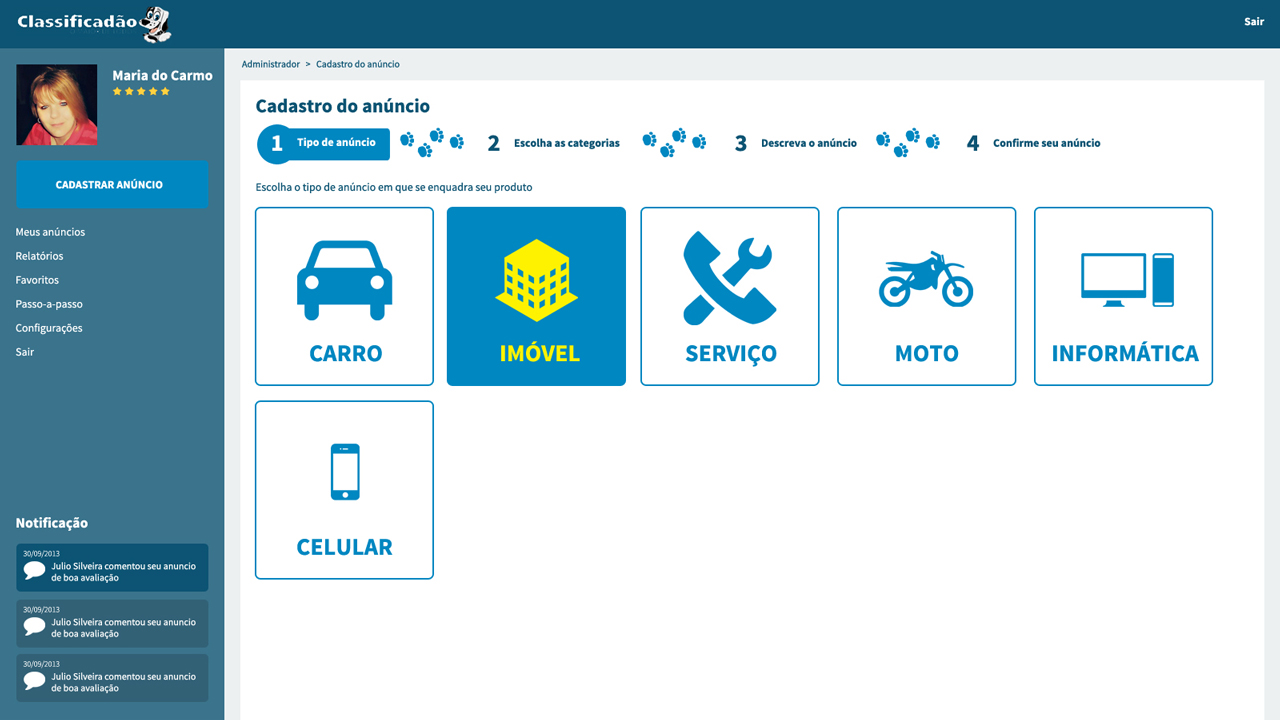 Classificadão
Sair
Maria do Carmo
CADASTRAR ANÚNCIO
Meus anúncios
Relatórios
Favoritos
Passo-a-passo
Configurações
Sair
Notificação
30/09/2013
Julio Silveira comentou seu anuncio
de boa avaliação
30/09/2013
Julio Silveira comentou seu anuncio
de boa avaliação
30/09/2013
Julio Silveira comentou seu anuncio
de boa avaliação
Administrador > Cadastro do anúncio
Cadastro do anúncio
1 Tipo de anúncio 2 Escolha as categorias 3 Descreva o anúncio 4 Confirme seu anúncio
Escolha o tipo de anúncio em que se enquadra seu produto
CARRO IMÓVEL SERVIÇO MOTO INFORMÁTICA
CELULAR